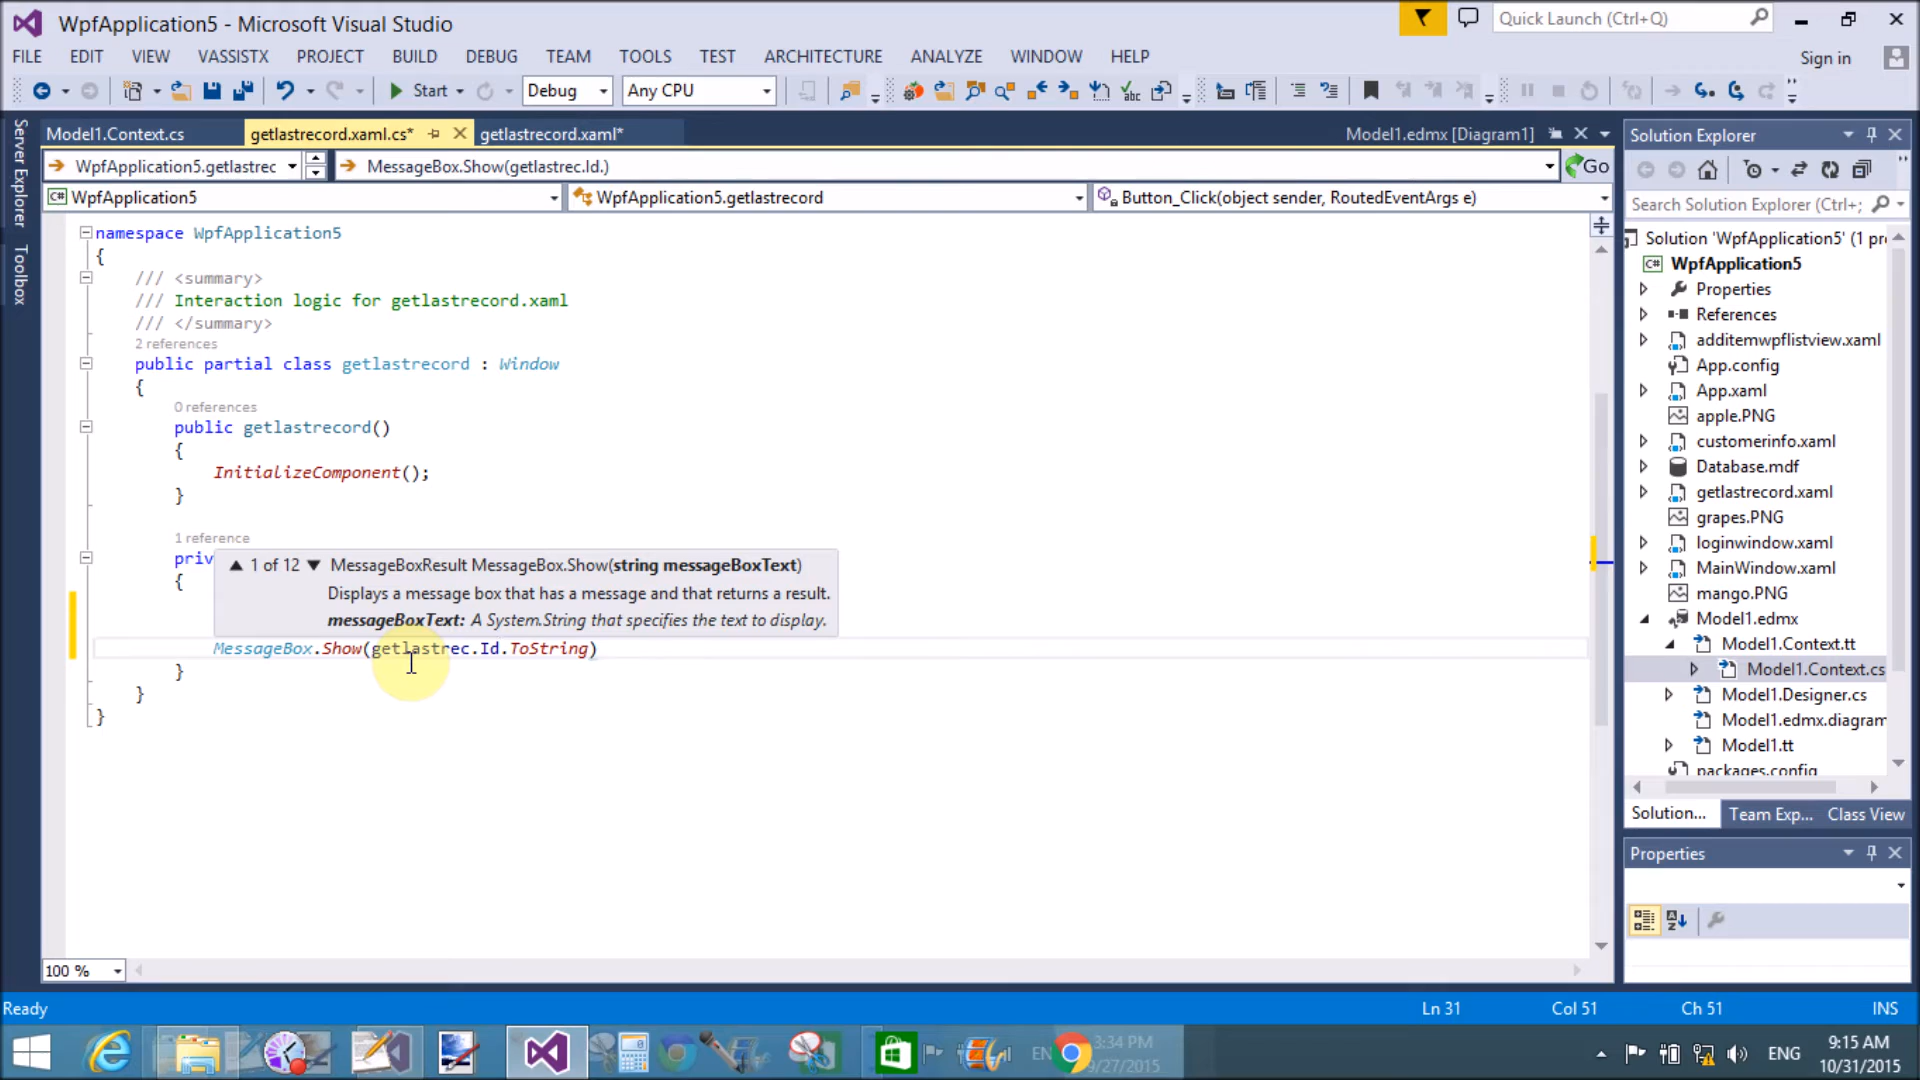 WpfApplication5 - Microsoft Visual Studio
Quick Launch (Ctrl+Q)
FILE EDIT VIEW VASSISTX PROJECT BUILD DEBUG TEAM TOOLS TEST ARCHITECTURE ANALYZE WINDOW HELP
Sign in
Start Debug Any CPU
Server Explorer
Toolbox
Model1.Context.cs getlastrecord.xaml.cs* getlastrecord.xaml* Model1.edmx [Diagram1]
WpfApplication5.getlastrec MessageBox.Show(getlastrec.Id.) Go
WpfApplication5 WpfApplication5.getlastrecord Button_Click(object sender, RoutedEventArgs e)
namespace WpfApplication5
{
/// <summary>
/// Interaction logic for getlastrecord.xaml
/// </summary>
2 references
public partial class getlastrecord : Window
{
0 references
public getlastrecord()
{
InitializeComponent();
}
1 reference
priv
{
1 of 12 MessageBoxResult MessageBox.Show(string messageBoxText)
Displays a message box that has a message and that returns a result.
messageBoxText: A System.String that specifies the text to display.
MessageBox.Show(getlastrec.Id.ToString)
}
}
}
100 %
Solution Explorer
Search Solution Explorer (Ctrl+;
Solution 'WpfApplication5' (1 pr
WpfApplication5
Properties
References
additemwpflistview.xaml
App.config
App.xaml
apple.PNG
customerinfo.xaml
Database.mdf
getlastrecord.xaml
grapes.PNG
loginwindow.xaml
MainWindow.xaml
mango.PNG
Model1.edmx
Model1.Context.tt
Model1.Context.cs
Model1.Designer.cs
Model1.edmx.diagram
Model1.tt
packages.config
Solution... Team Exp... Class View
Properties
Ready Ln 31 Col 51 Ch 51 INS
EN 3:34 PM
9/27/2015
ENG 9:15 AM
10/31/2015